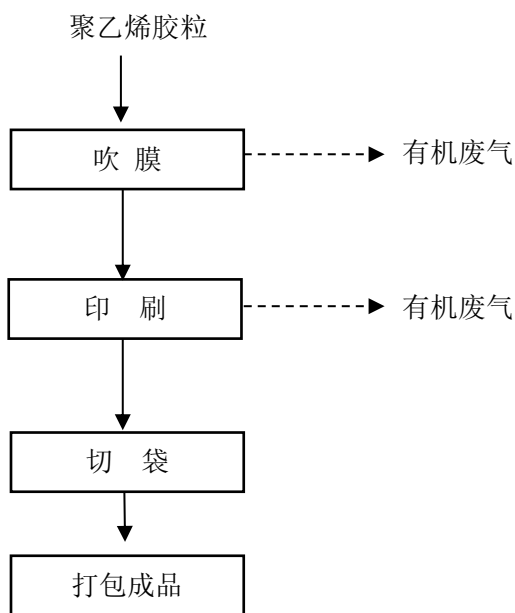 聚乙烯胶粒
吹 膜
有机废气
印 刷
有机废气
切 袋
打包成品